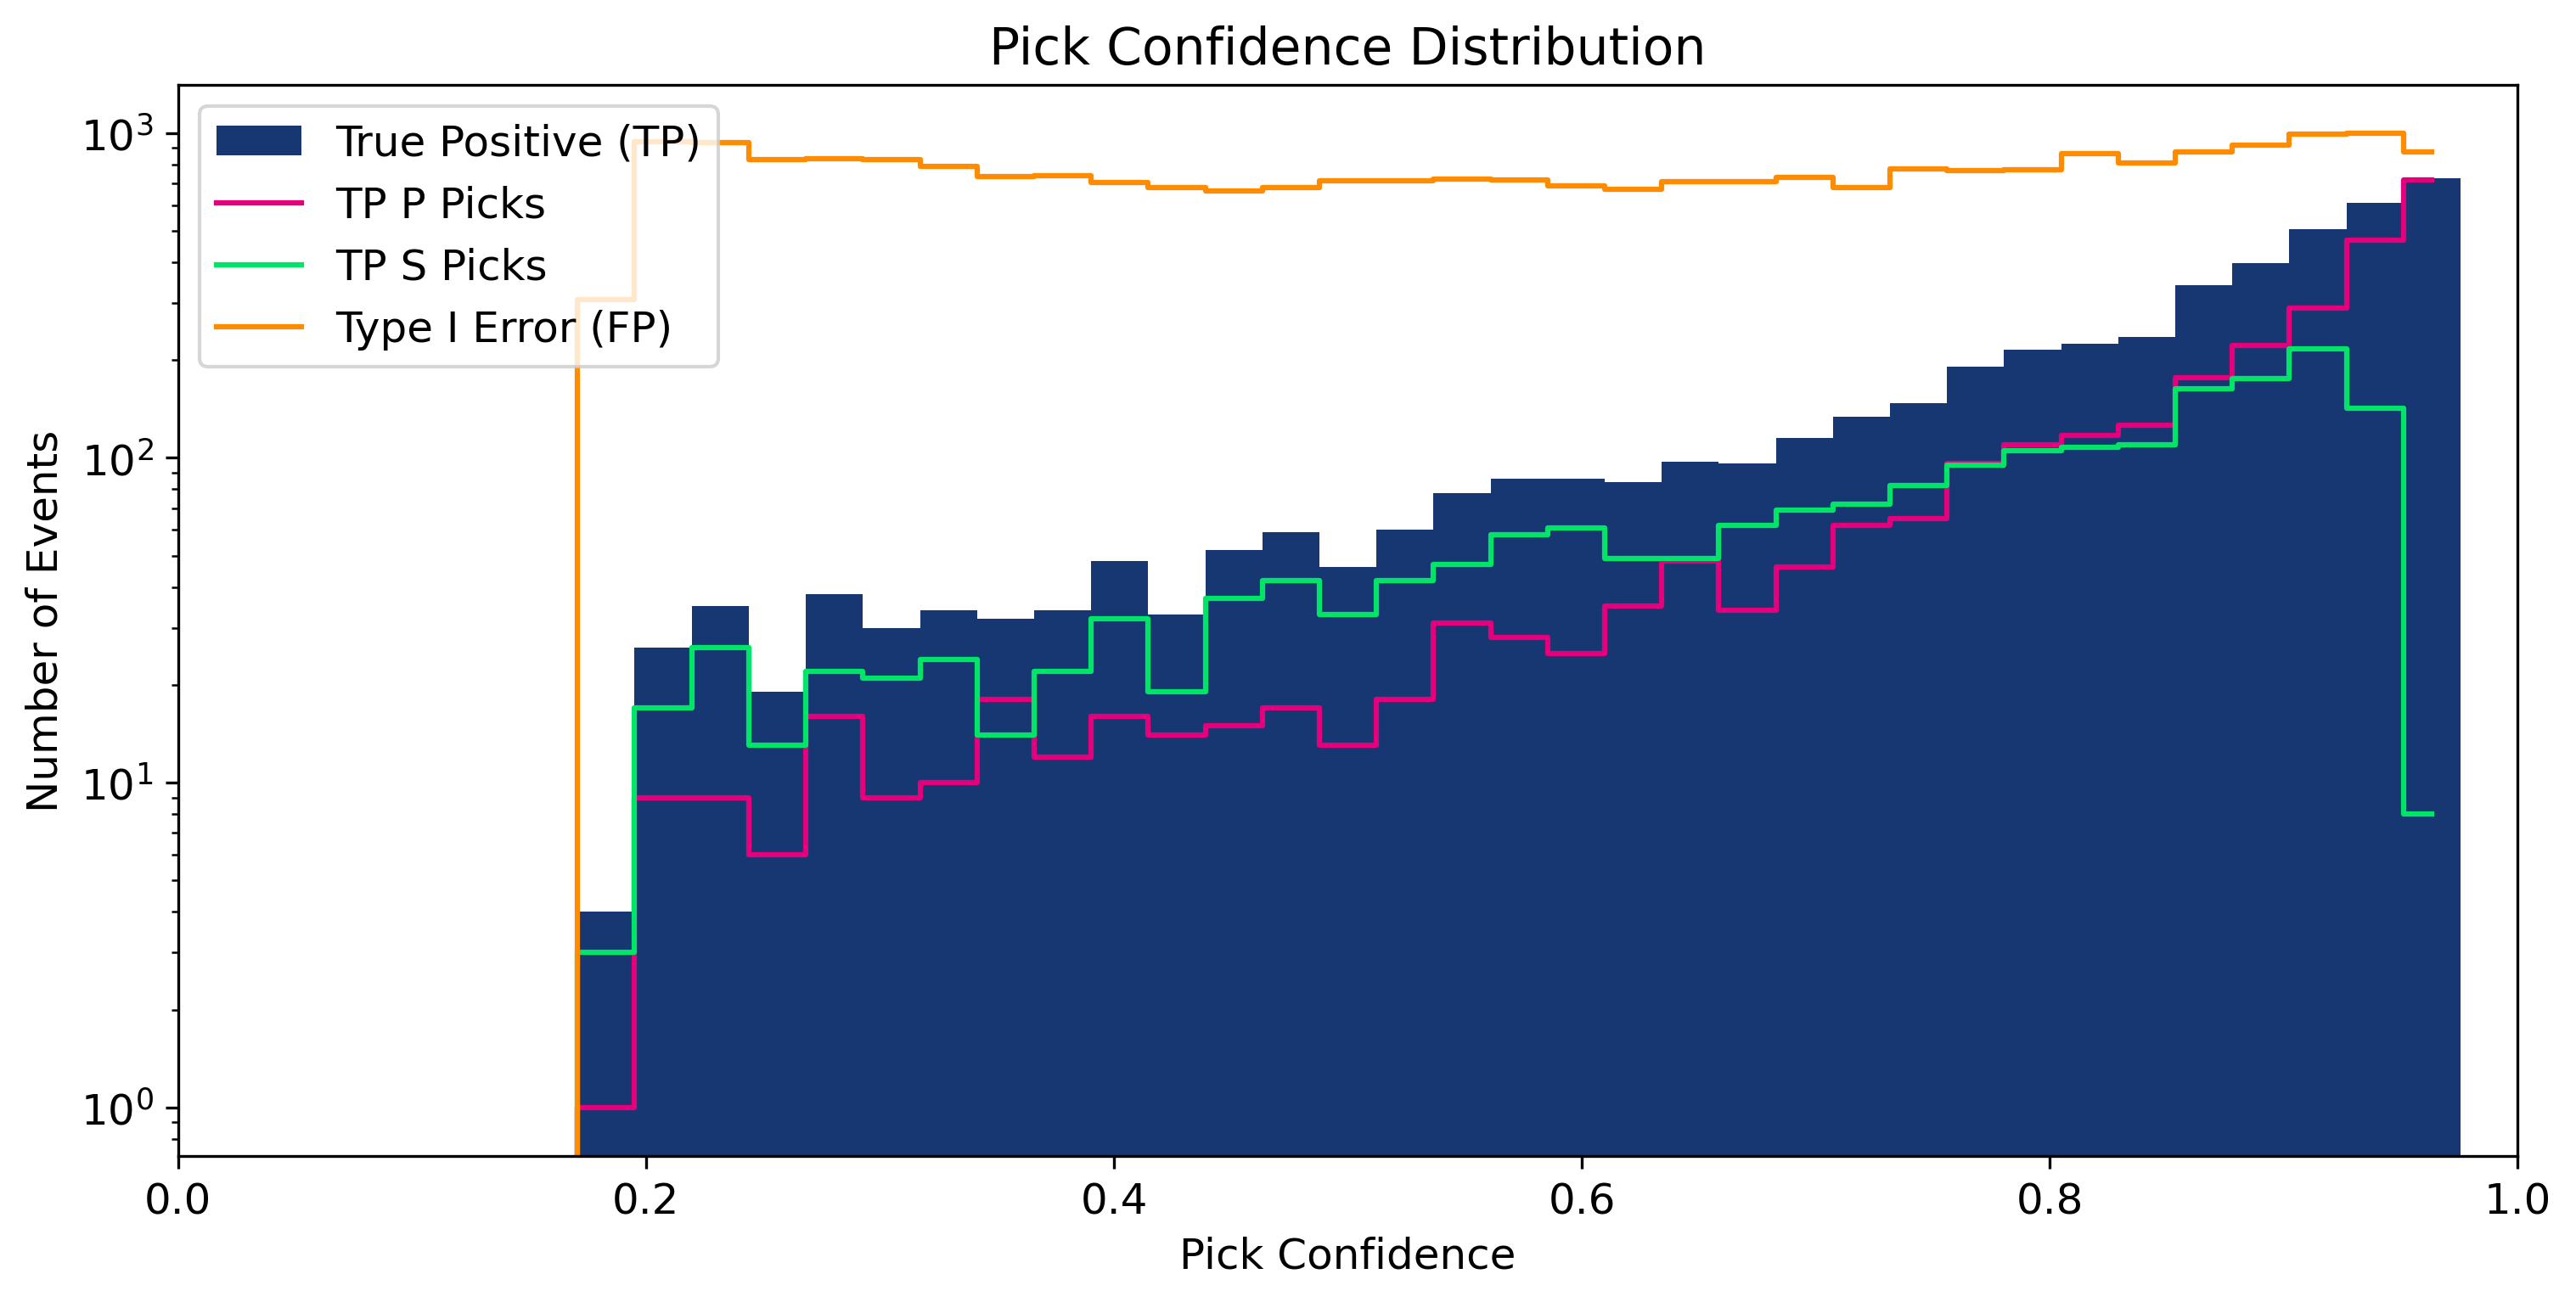 Pick Confidence Distribution
True Positive (TP)
TP P Picks
TP S Picks
Type I Error (FP)
Number of Events
10³
10²
10¹
10⁰
0.0 0.2 0.4 0.6 0.8 1.0
Pick Confidence